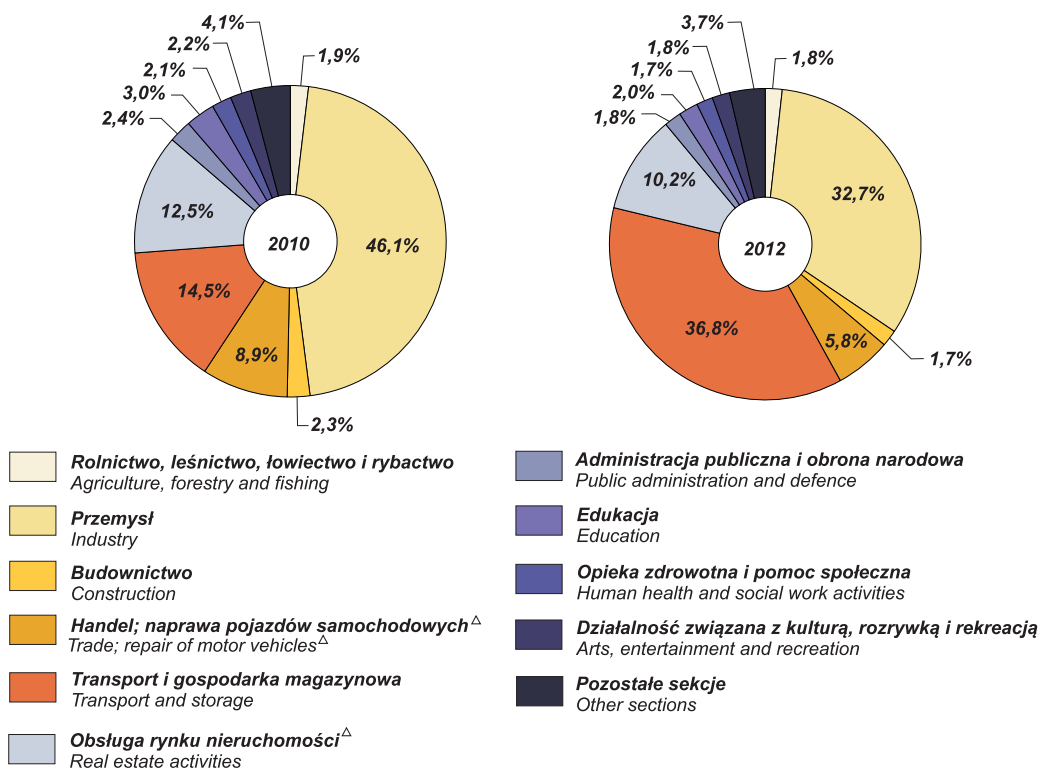 4,1%
2,2%
2,1%
3,0%
2,4%
1,9%
12,5%
2010
46,1%
14,5%
8,9%
2,3%
3,7%
1,8%
1,7%
2,0%
1,8%
1,8%
10,2%
32,7%
2012
36,8%
5,8%
1,7%
Rolnictwo, leśnictwo, łowiectwo i rybactwo
Agriculture, forestry and fishing
Przemysł
Industry
Budownictwo
Construction
Handel; naprawa pojazdów samochodowych△
Trade; repair of motor vehicles△
Transport i gospodarka magazynowa
Transport and storage
Obsługa rynku nieruchomości△
Real estate activities
Administracja publiczna i obrona narodowa
Public administration and defence
Edukacja
Education
Opieka zdrowotna i pomoc społeczna
Human health and social work activities
Działalność związana z kulturą, rozrywką i rekreacją
Arts, entertainment and recreation
Pozostałe sekcje
Other sections